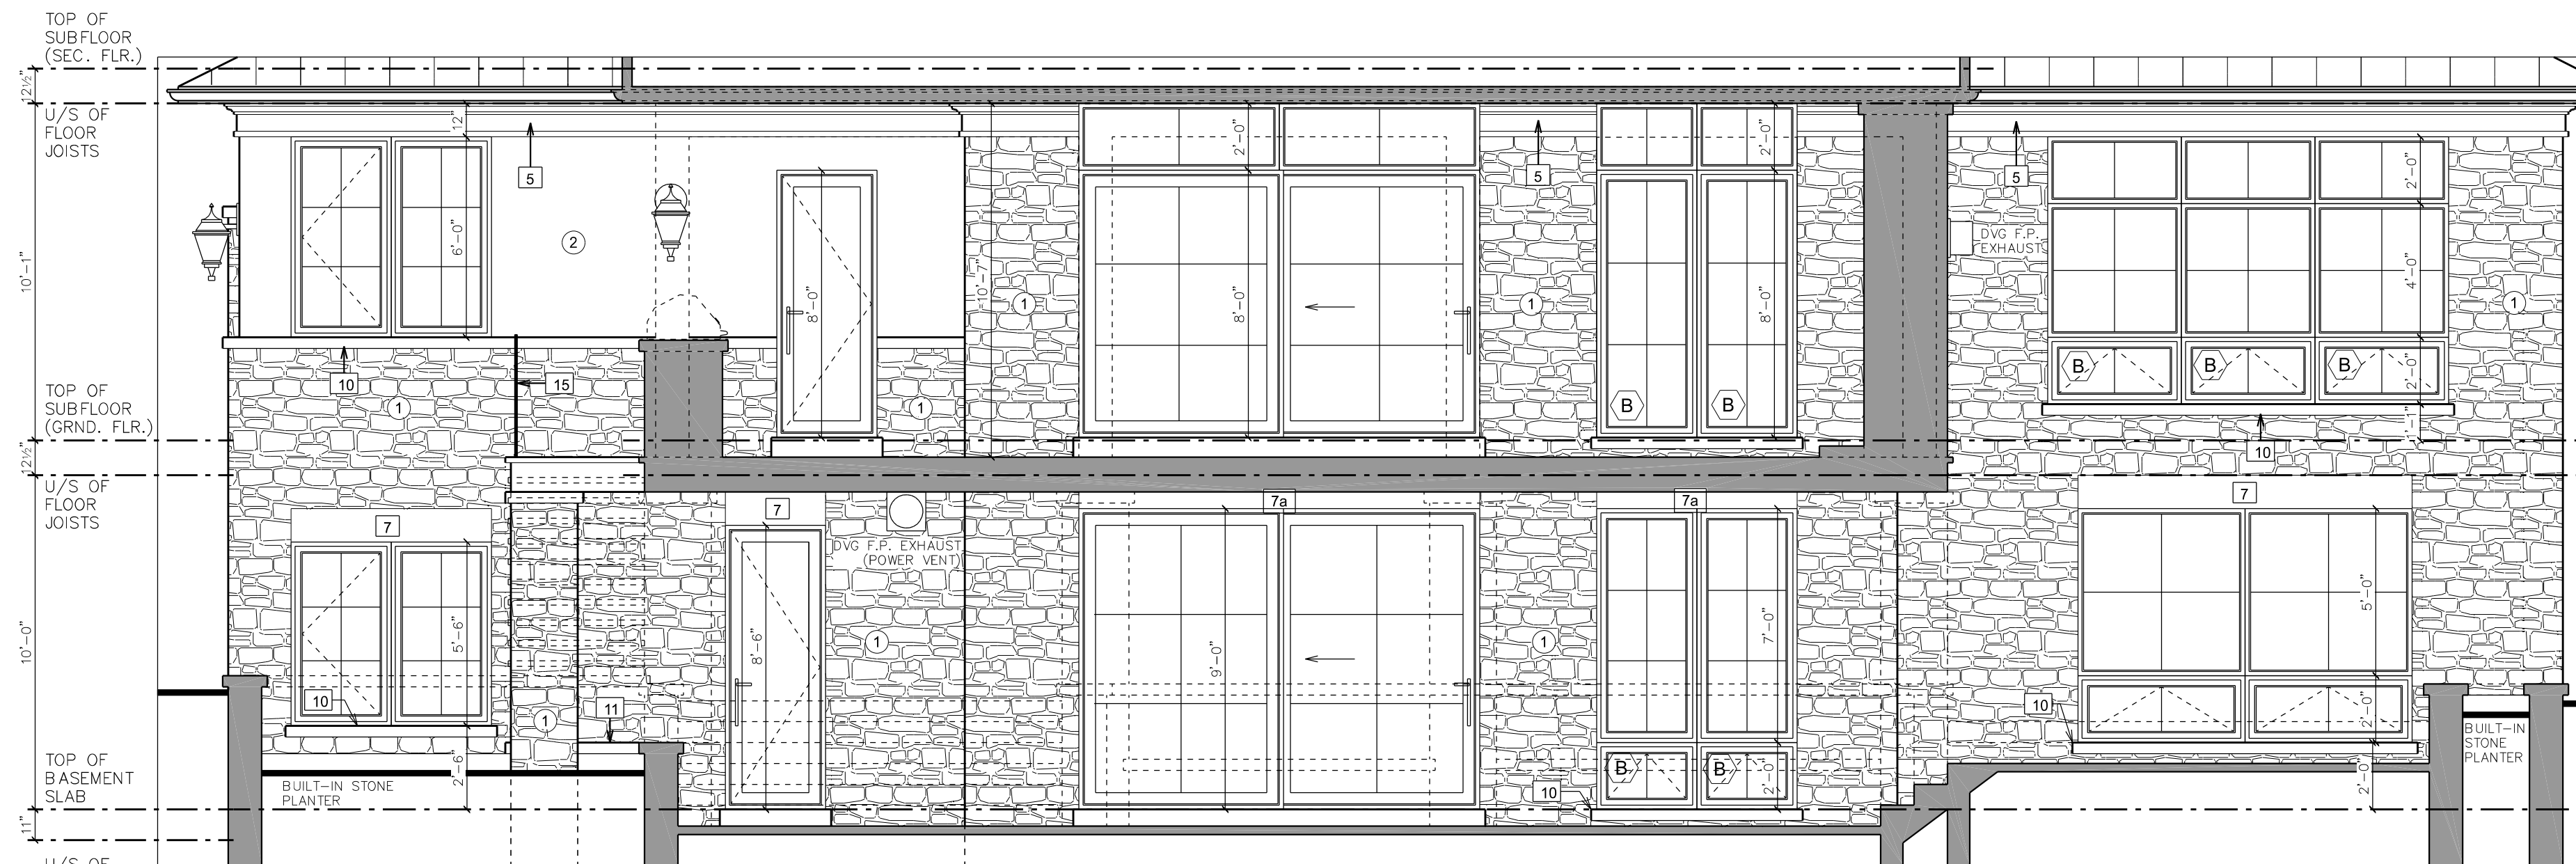 TOP OF
SUBFLOOR
(SEC. FLR.)
12½"
U/S OF
FLOOR
JOISTS
10'-1"
TOP OF
SUBFLOOR
(GRND. FLR.)
12½"
U/S OF
FLOOR
JOISTS
10'-0"
TOP OF
BASEMENT
SLAB
11"
U/S OF
12"
6'-0"
5
2
10
1
15
1
8'-0"
10'-7"
1
2'-0"
8'-0"
5
1
2'-0"
8'-0"
B
B
5
DVG F.P.
EXHAUST
2'-0"
4'-0"
2'-0"
1'-1"
B
B
B
1
10
7
5'-6"
10
2'-6"
BUILT-IN STONE
PLANTER
1
11
7
8'-6"
DVG F.P. EXHAUST
(POWER VENT)
1
7a
9'-0"
1
7a
7'-0"
2'-0"
B
B
10
7
5'-0"
2'-0"
10
2'-0"
BUILT-IN
STONE
PLANTER